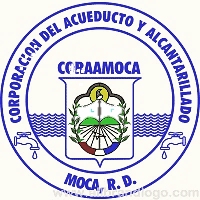 CORPORACION DEL ACUEDUCTO Y ALCANTARILLADO
CORAAMOCA
MOCA, R. D.